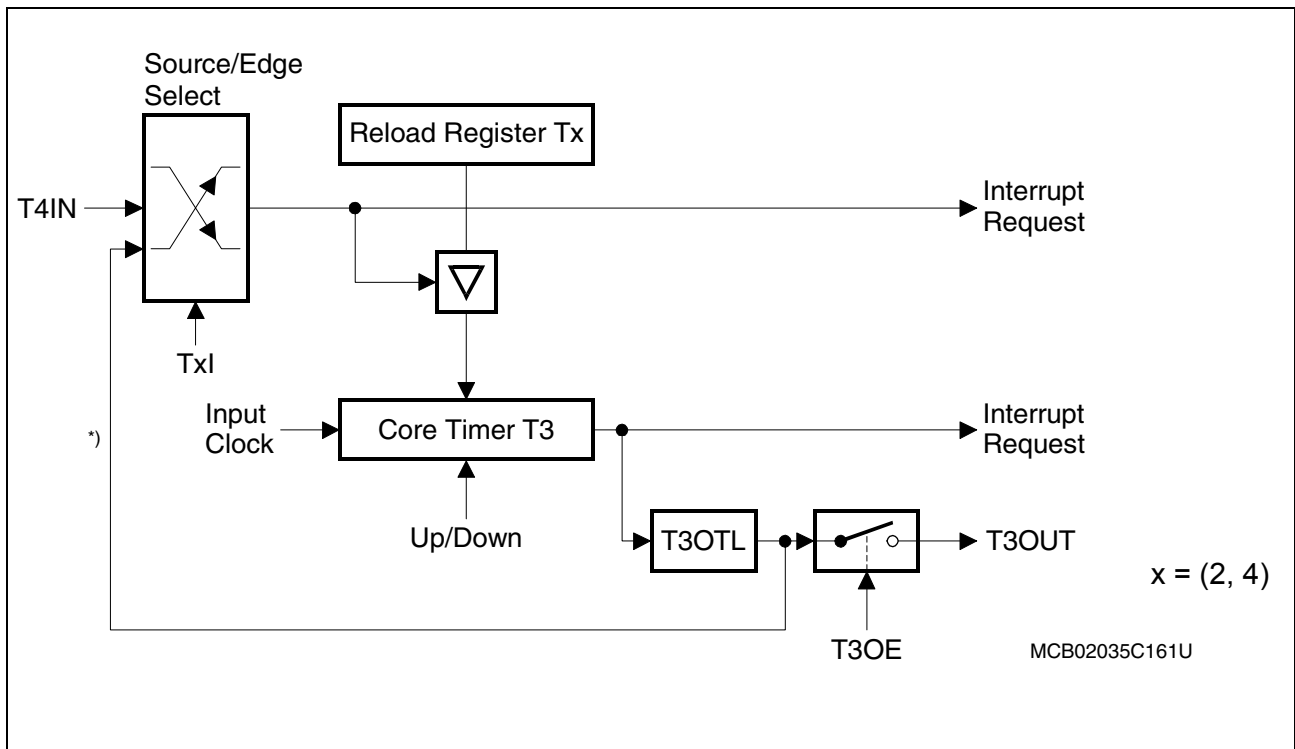 Source/Edge
Select
Reload Register Tx
T4IN
Interrupt
Request
TxI
*)
Input
Clock
Core Timer T3
Interrupt
Request
Up/Down
T3OTL
T3OUT
x = (2, 4)
T3OE
MCB02035C161U